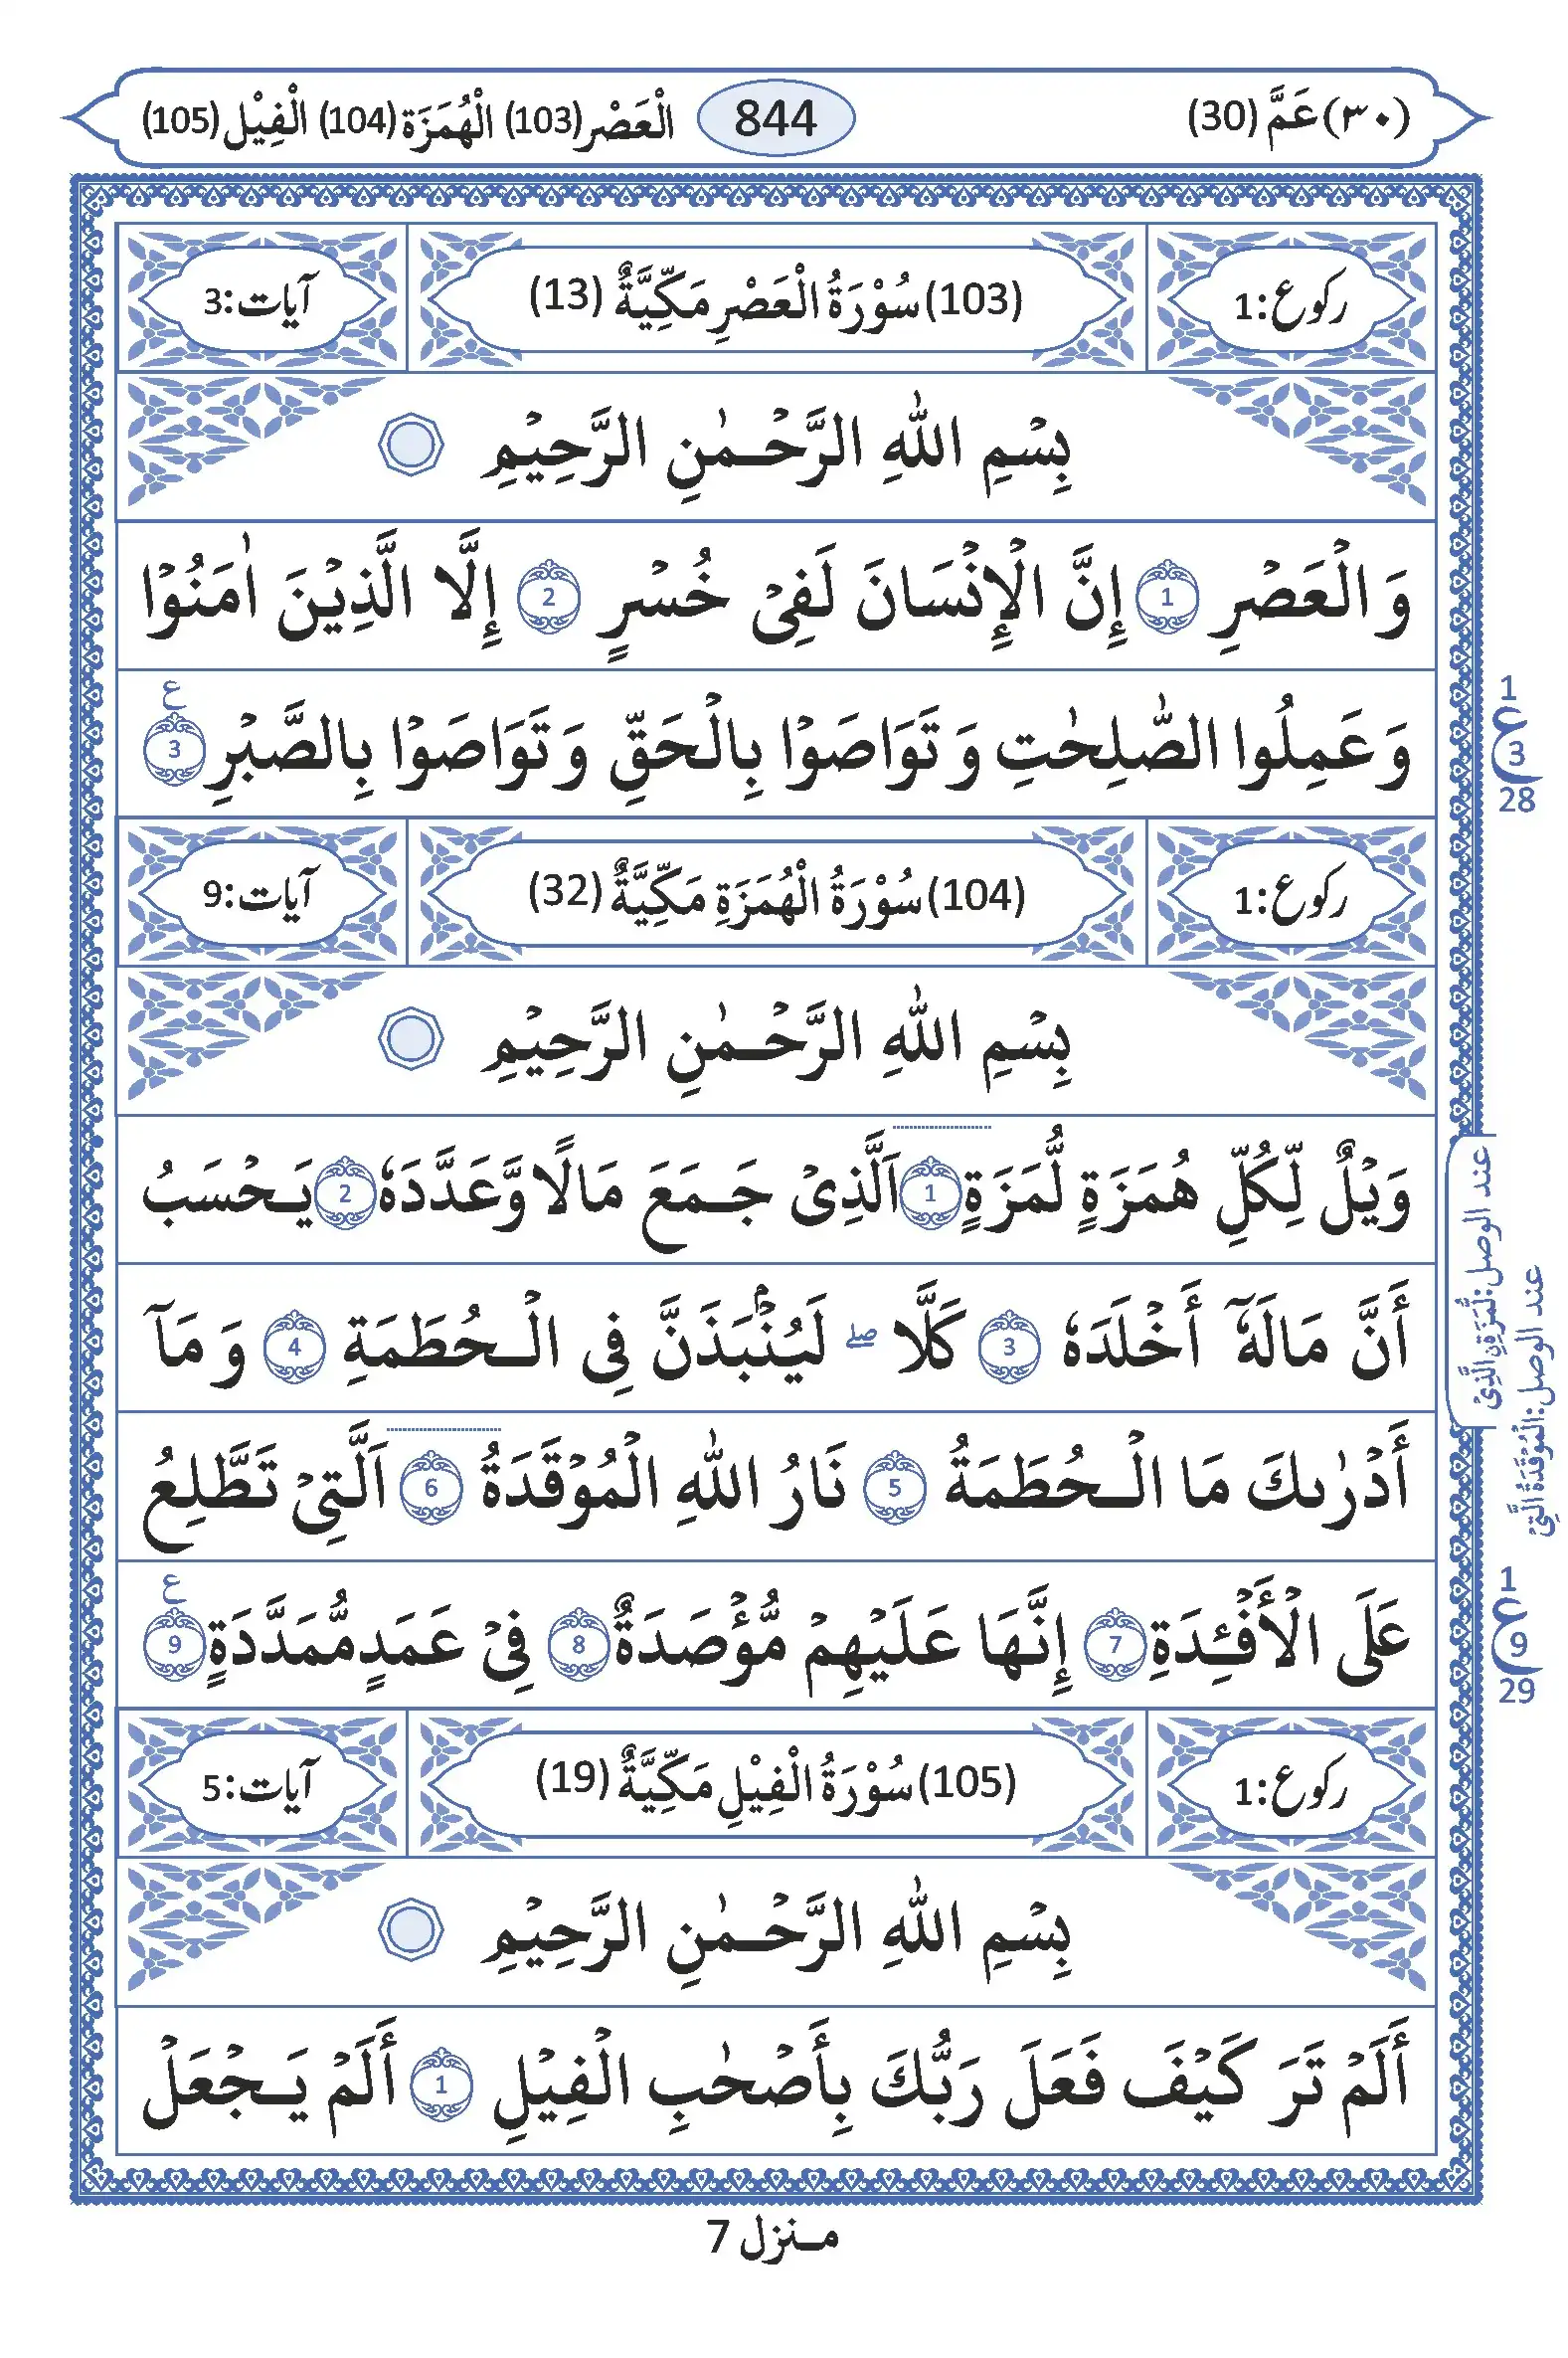 (٣٠) عَمَّ (30) 844 الْعَصْر (103) الْهُمَزَة (104) الْفِيْل (105)
رکوع:1 (103) سُوْرَةُ الْعَصْرِ مَكِّيَّةٌ (13) آیات:3
بِسْمِ اللّٰهِ الرَّحْمٰنِ الرَّحِيْمِ
وَ الْعَصْرِ 1 إِنَّ الْإِنْسَانَ لَفِيْ خُسْرٍ 2 إِلَّا الَّذِيْنَ اٰمَنُوْا
وَ عَمِلُوا الصّٰلِحٰتِ وَ تَوَاصَوْا بِالْحَقِّ وَ تَوَاصَوْا بِالصَّبْرِ 3 ع
1
ع 3
28
رکوع:1 (104) سُوْرَةُ الْهُمَزَةِ مَكِّيَّةٌ (32) آیات:9
بِسْمِ اللّٰهِ الرَّحْمٰنِ الرَّحِيْمِ
وَيْلٌ لِّكُلِّ هُمَزَةٍ لُّمَزَةٍ 1 اَلَّذِيْ جَمَعَ مَالًا وَّعَدَّدَهٗ 2 يَحْسَبُ
أَنَّ مَالَهٗٓ أَخْلَدَهٗ 3 كَلَّا صلے لَيُنْۢبَذَنَّ فِي الْحُطَمَةِ 4 وَ مَآ
أَدْرٰىكَ مَا الْحُطَمَةُ 5 نَارُ اللّٰهِ الْمُوْقَدَةُ 6 اَلَّتِيْ تَطَّلِعُ
عَلَى الْأَفْئِدَةِ 7 إِنَّهَا عَلَيْهِمْ مُّؤْصَدَةٌ 8 فِيْ عَمَدٍ مُّمَدَّدَةٍ 9 ع
عند الوصل: لُّمَزَةِنِ الَّذِيْ
عند الوصل: الْمُوْقَدَةُ الَّتِيْ
1
ع 9
29
رکوع:1 (105) سُوْرَةُ الْفِيْلِ مَكِّيَّةٌ (19) آیات:5
بِسْمِ اللّٰهِ الرَّحْمٰنِ الرَّحِيْمِ
أَلَمْ تَرَ كَيْفَ فَعَلَ رَبُّكَ بِأَصْحٰبِ الْفِيْلِ 1 أَلَمْ يَجْعَلْ
منزل 7